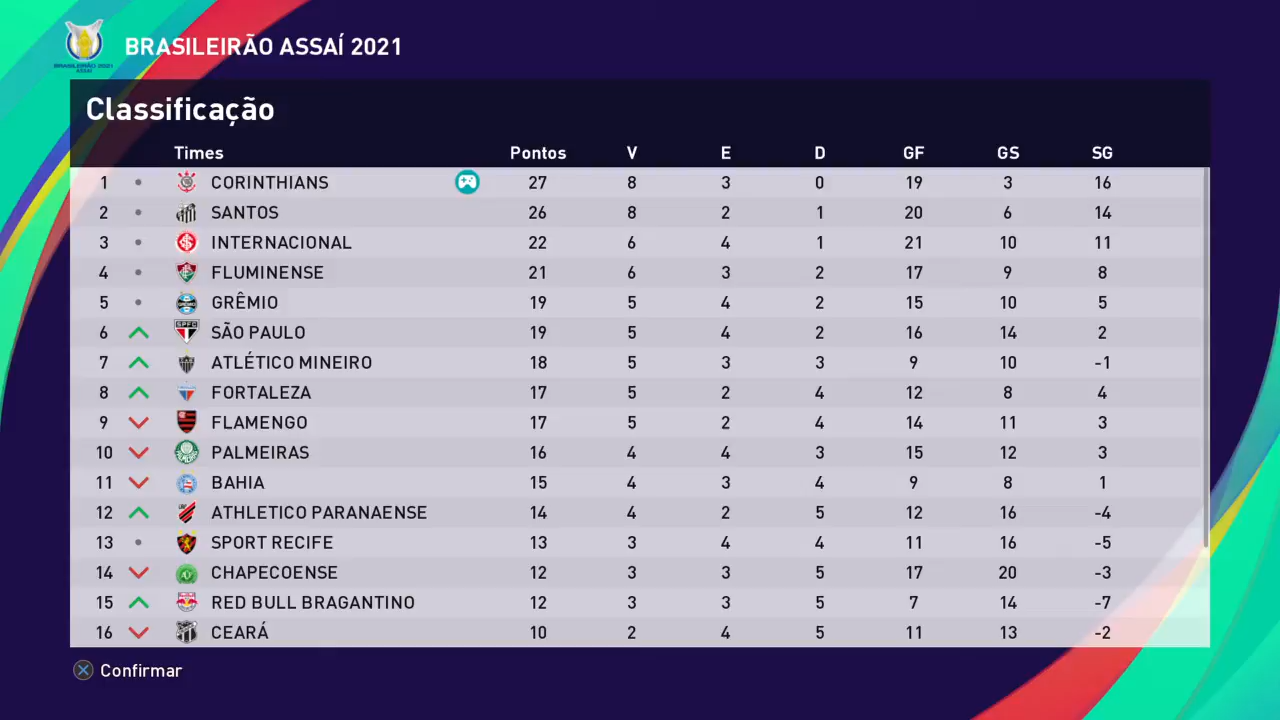 BRASILEIRÃO ASSAÍ 2021
BRASILEIRÃO 2021
ASSAÍ
Classificação
Times Pontos V E D GF GS SG
1 CORINTHIANS 27 8 3 0 19 3 16
2 SANTOS 26 8 2 1 20 6 14
3 INTERNACIONAL 22 6 4 1 21 10 11
4 FLUMINENSE 21 6 3 2 17 9 8
5 GRÊMIO 19 5 4 2 15 10 5
6 SPFC SÃO PAULO 19 5 4 2 16 14 2
7 ATLÉTICO MINEIRO 18 5 3 3 9 10 -1
8 FORTALEZA 17 5 2 4 12 8 4
9 FLAMENGO 17 5 2 4 14 11 3
10 PALMEIRAS 16 4 4 3 15 12 3
11 BAHIA 15 4 3 4 9 8 1
12 ATHLETICO PARANAENSE 14 4 2 5 12 16 -4
13 SPORT RECIFE 13 3 4 4 11 16 -5
14 CHAPECOENSE 12 3 3 5 17 20 -3
15 RED BULL BRAGANTINO 12 3 3 5 7 14 -7
16 CEARÁ 10 2 4 5 11 13 -2
Confirmar